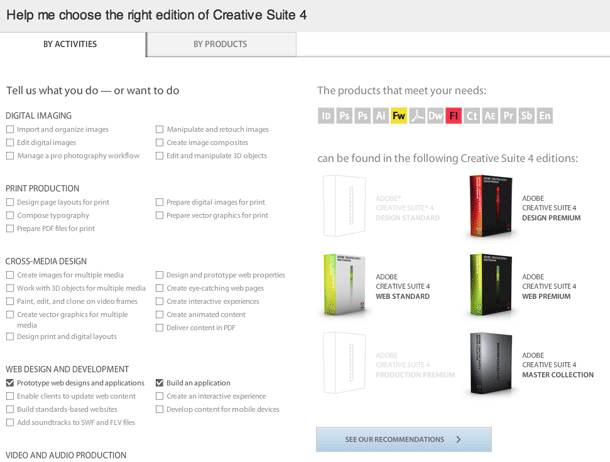 Help me choose the right edition of Creative Suite 4
BY ACTIVITIES
BY PRODUCTS
Tell us what you do — or want to do
DIGITAL IMAGING
Import and organize images
Manipulate and retouch images
Edit digital images
Create image composites
Manage a pro photography workflow
Edit and manipulate 3D objects
PRINT PRODUCTION
Design page layouts for print
Prepare digital images for print
Compose typography
Prepare vector graphics for print
Prepare PDF files for print
CROSS-MEDIA DESIGN
Create images for multiple media
Design and prototype web properties
Work with 3D objects for multiple media
Create eye-catching web pages
Paint, edit, and clone on video frames
Create interactive experiences
Create vector graphics for multiple
media
Create animated content
Deliver content in PDF
Design print and digital layouts
WEB DESIGN AND DEVELOPMENT
Prototype web designs and applications
Build an application
Enable clients to update web content
Create an interactive experience
Build standards-based websites
Develop content for mobile devices
Add soundtracks to SWF and FLV files
VIDEO AND AUDIO PRODUCTION
The products that meet your needs:
ID Ps Ps Ai Fw Dw Fl Ct AE Pr Sb En
can be found in the following Creative Suite 4 editions:
ADOBE®
CREATIVE SUITE® 4
DESIGN STANDARD
ADOBE
CREATIVE SUITE 4
DESIGN PREMIUM
ADOBE
CREATIVE SUITE 4
WEB STANDARD
ADOBE
CREATIVE SUITE 4
WEB PREMIUM
ADOBE
CREATIVE SUITE 4
PRODUCTION PREMIUM
ADOBE
CREATIVE SUITE 4
MASTER COLLECTION
SEE OUR RECOMMENDATIONS